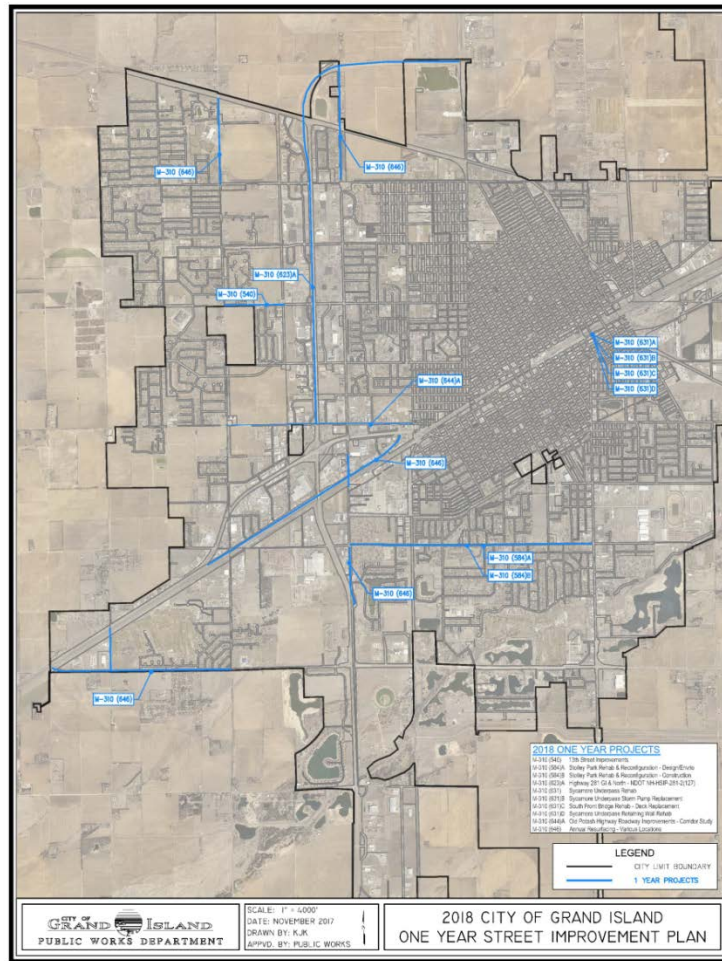 M-310 (646)
M-310 (646)
M-310 (623)A
M-310 (540)
M-310 (631)A
M-310 (631)B
M-310 (631)C
M-310 (631)D
M-310 (644)A
M-310 (646)
M-310 (584)A
M-310 (584)B
M-310 (646)
M-310 (646)
2018 ONE YEAR PROJECTS
M-310 (540) 13th Street Improvements
M-310 (584)A Stolley Park Rehab & Reconfiguration - Design/Enviro
M-310 (584)B Stolley Park Rehab & Reconfiguration - Construction
M-310 (623)A Highway 281 GI & North - NDOT NH-HSIP-281-2(127)
M-310 (631) Sycamore Underpass Rehab
M-310 (631)B Sycamore Underpass Storm Pump Replacement
M-310 (631)C South Front Bridge Rehab - Deck Replacement
M-310 (631)D Sycamore Underpass Retaining Wall Rehab
M-310 (644)A Old Potash Highway Roadway Improvements - Corridor Study
M-310 (646) Annual Resurfacing - Various Locations
LEGEND
CITY LIMIT BOUNDARY
1 YEAR PROJECTS
CITY OF
GRAND ISLAND
PUBLIC WORKS DEPARTMENT
SCALE: 1" = 4000'
DATE: NOVEMBER 2017
DRAWN BY: KJK
APPVD. BY: PUBLIC WORKS
2018 CITY OF GRAND ISLAND
ONE YEAR STREET IMPROVEMENT PLAN